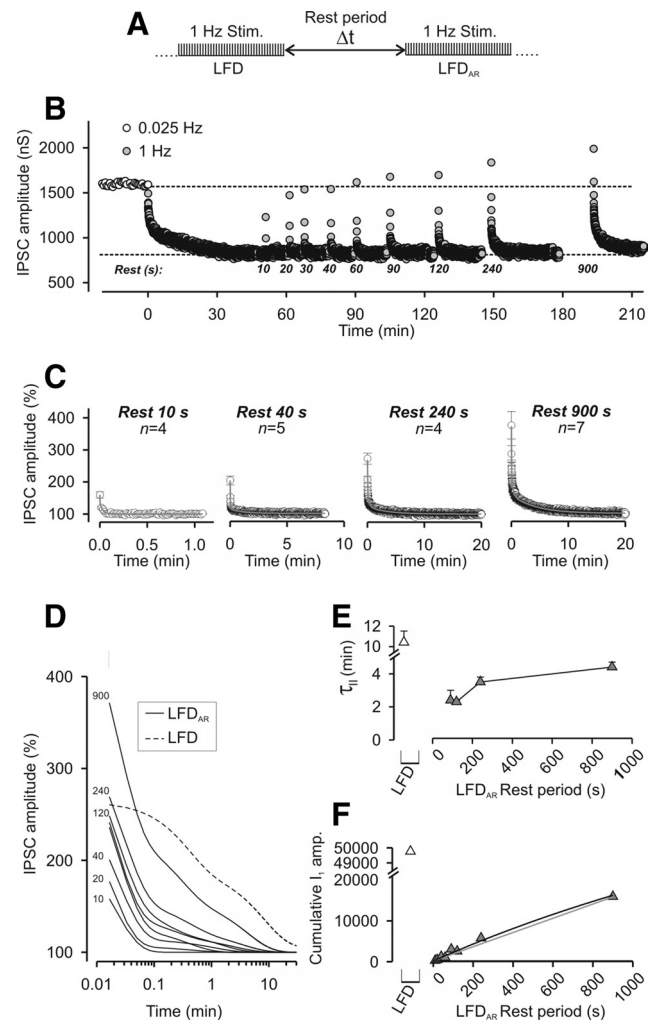 A
Rest period
1 Hz Stim.
Δt
1 Hz Stim.
LFD
LFDAR
B
0.025 Hz
1 Hz
IPSC amplitude (nS)
2000
1500
1000
500
Rest (s):
10 20 30 40 60 90 120 240 900
0 30 60 90 120 150 180 210
Time (min)
C
IPSC amplitude (%)
400
300
200
100
Rest 10 s
n=4
Rest 40 s
n=5
Rest 240 s
n=4
Rest 900 s
n=7
0.0 0.5 1.0
0 5 10
0 10 20
0 10 20
Time (min)
Time (min)
Time (min)
Time (min)
D
IPSC amplitude (%)
400
300
200
100
900
240
120
40
20
10
LFDAR
LFD
0.01 0.1 1 10
Time (min)
E
τII (min)
12
10
4
2
0
LFD
0 200 400 600 800 1000
LFDAR Rest period (s)
F
Cumulative I, amp.
50000
49000
20000
10000
0
LFD
0 200 400 600 800 1000
LFDAR Rest period (s)